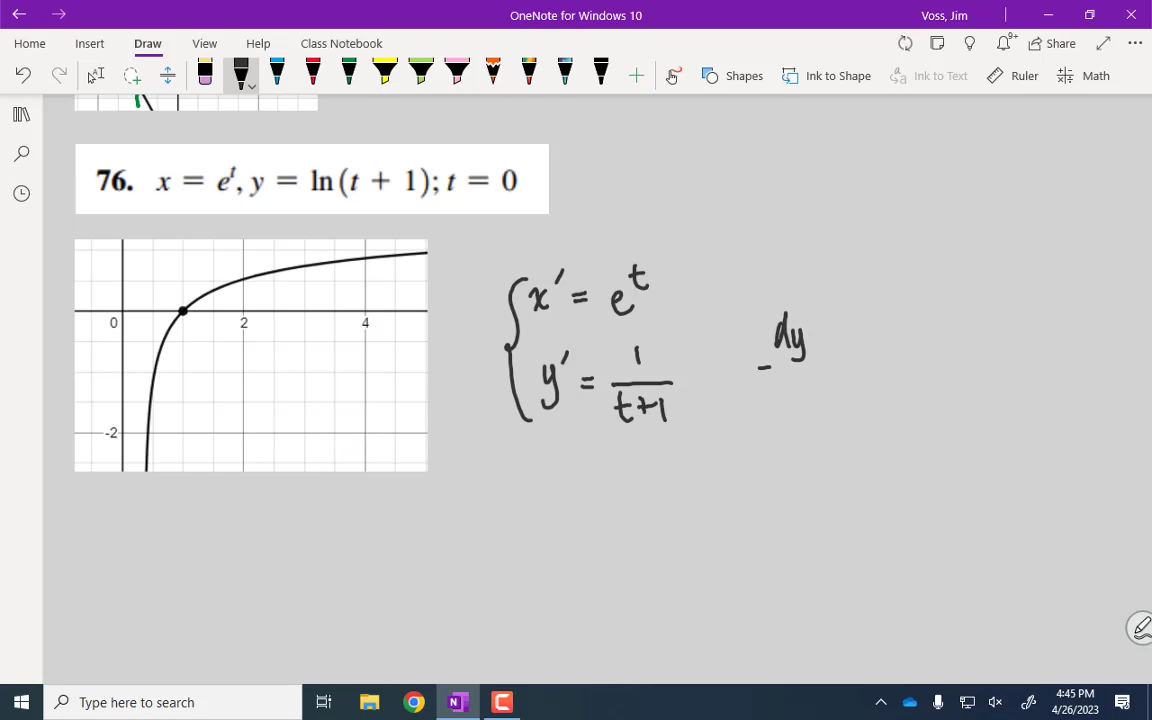 OneNote for Windows 10
Voss, Jim
Home Insert Draw View Help Class Notebook
9+ Share
Shapes Ink to Shape Ink to Text Ruler Math
76. x = e^t, y = ln(t + 1); t = 0
0 2 4
-2
x' = e^t
y' = 1/(t+1)
dy
Type here to search
4:45 PM
4/26/2023